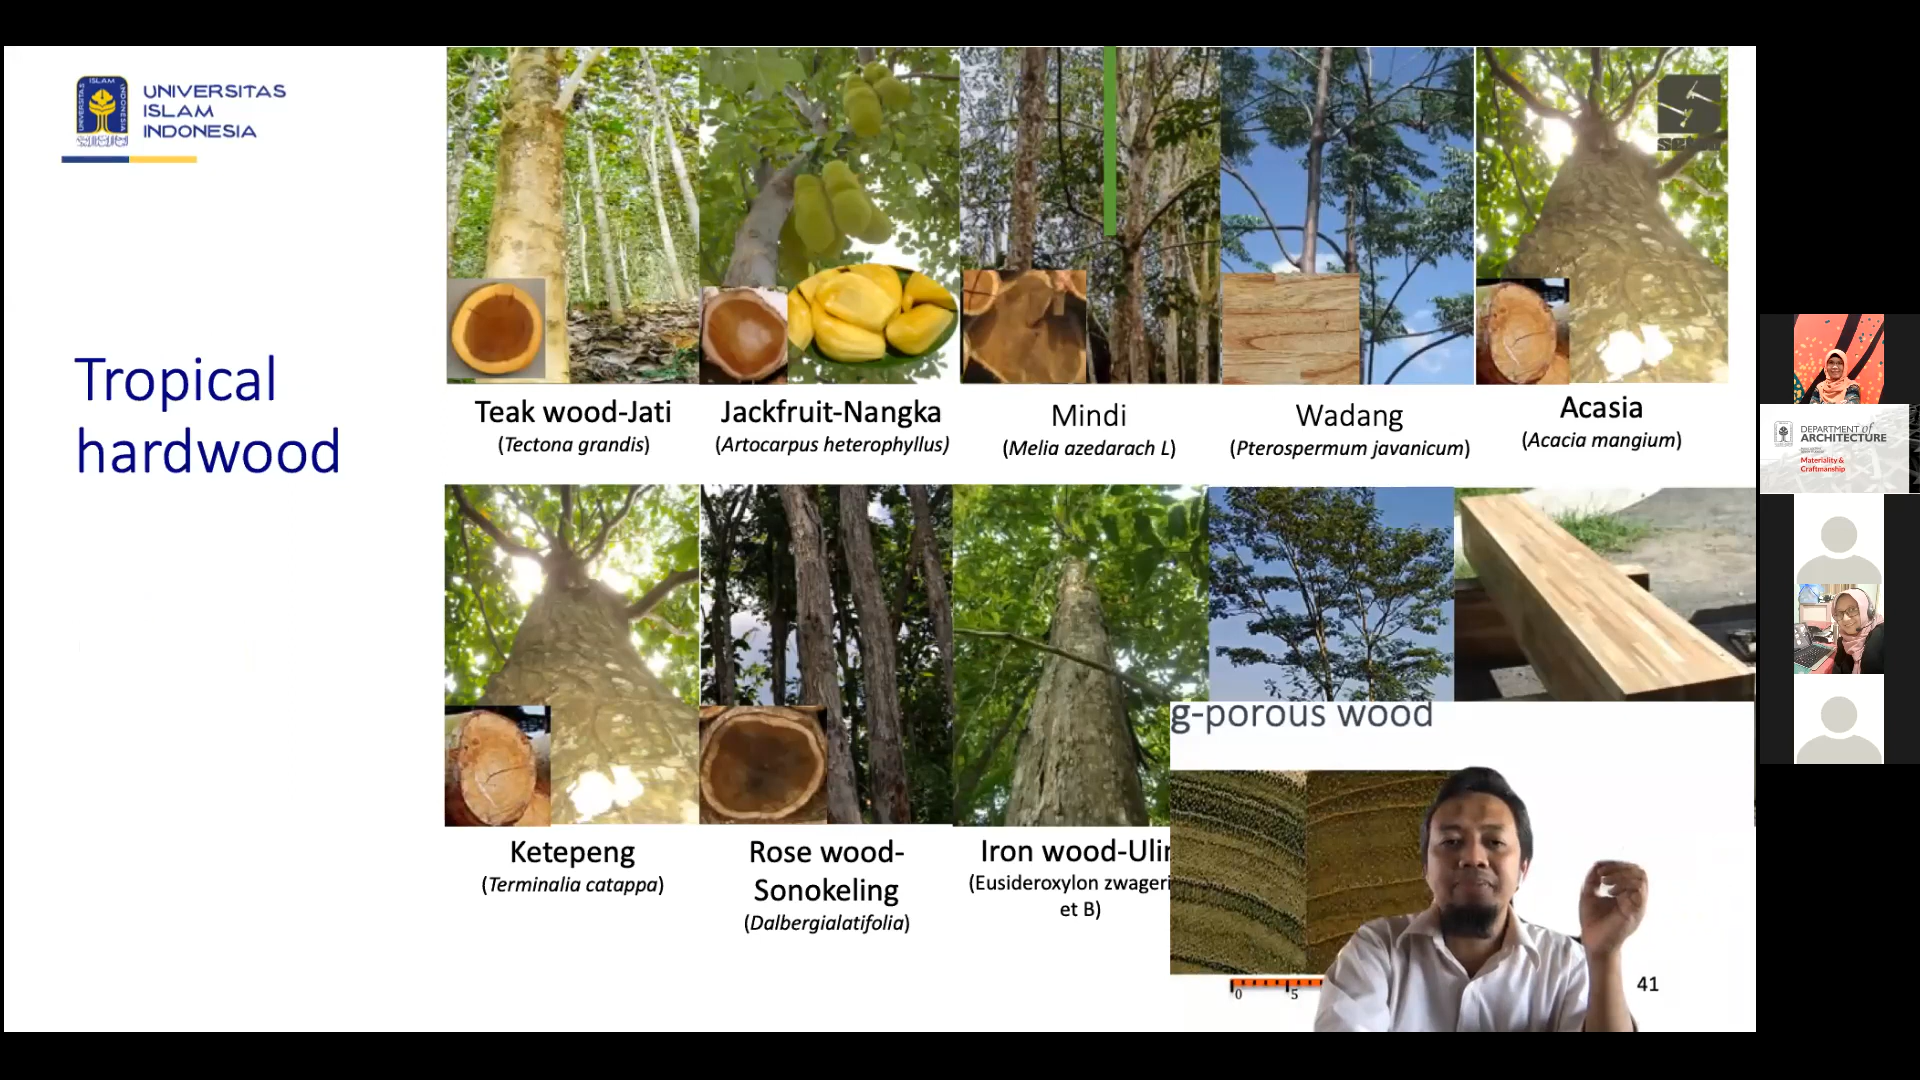 UNIVERSITAS
ISLAM
INDONESIA
Tropical
hardwood
Teak wood-Jati
(Tectona grandis)
Jackfruit-Nangka
(Artocarpus heterophyllus)
Mindi
(Melia azedarach L)
Wadang
(Pterospermum javanicum)
Acasia
(Acacia mangium)
Ketepeng
(Terminalia catappa)
Rose wood-
Sonokeling
(Dalbergialatifolia)
Iron wood-Ulin
(Eusideroxylon zwageri
et B)
g-porous wood
0 5
41
DEPARTMENT of
ARCHITECTURE
Materiality &
Craftmanship